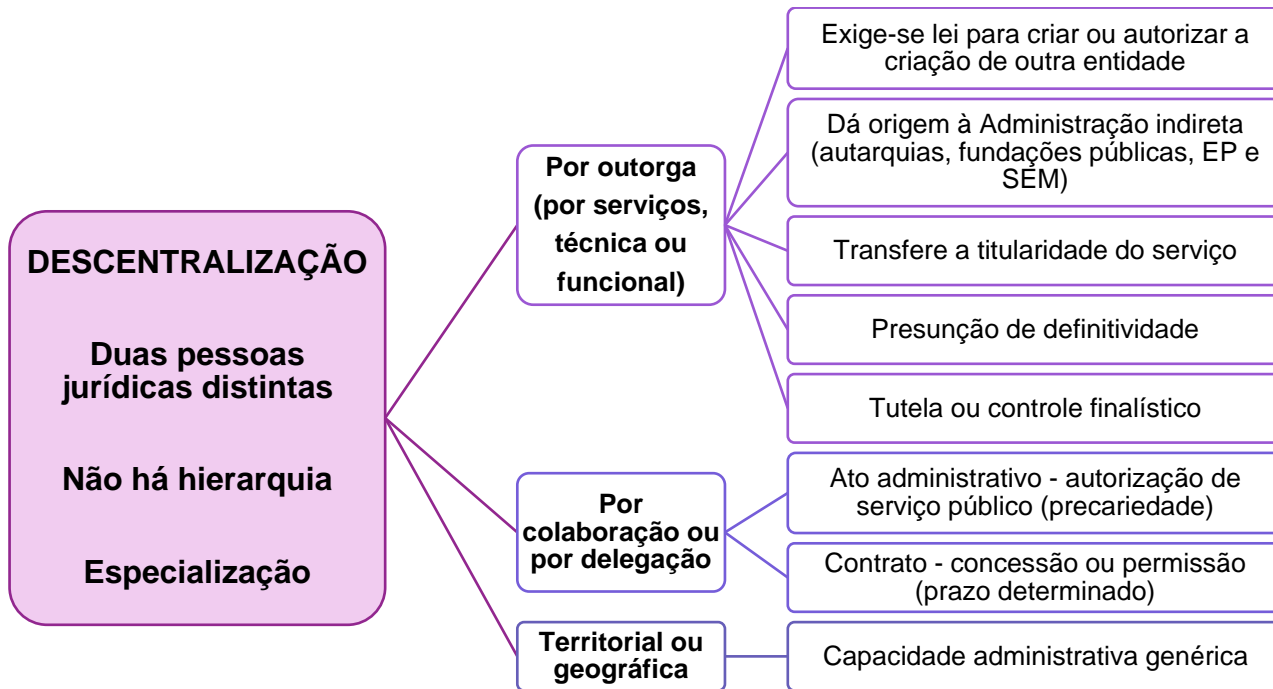 DESCENTRALIZAÇÃO
Duas pessoas
jurídicas distintas
Não há hierarquia
Especialização
Por outorga
(por serviços,
técnica ou
funcional)
Exige-se lei para criar ou autorizar a
criação de outra entidade
Dá origem à Administração indireta
(autarquias, fundações públicas, EP e
SEM)
Transfere a titularidade do serviço
Presunção de definitividade
Tutela ou controle finalístico
Por
colaboração ou
por delegação
Ato administrativo - autorização de
serviço público (precariedade)
Contrato - concessão ou permissão
(prazo determinado)
Territorial ou
geográfica
Capacidade administrativa genérica